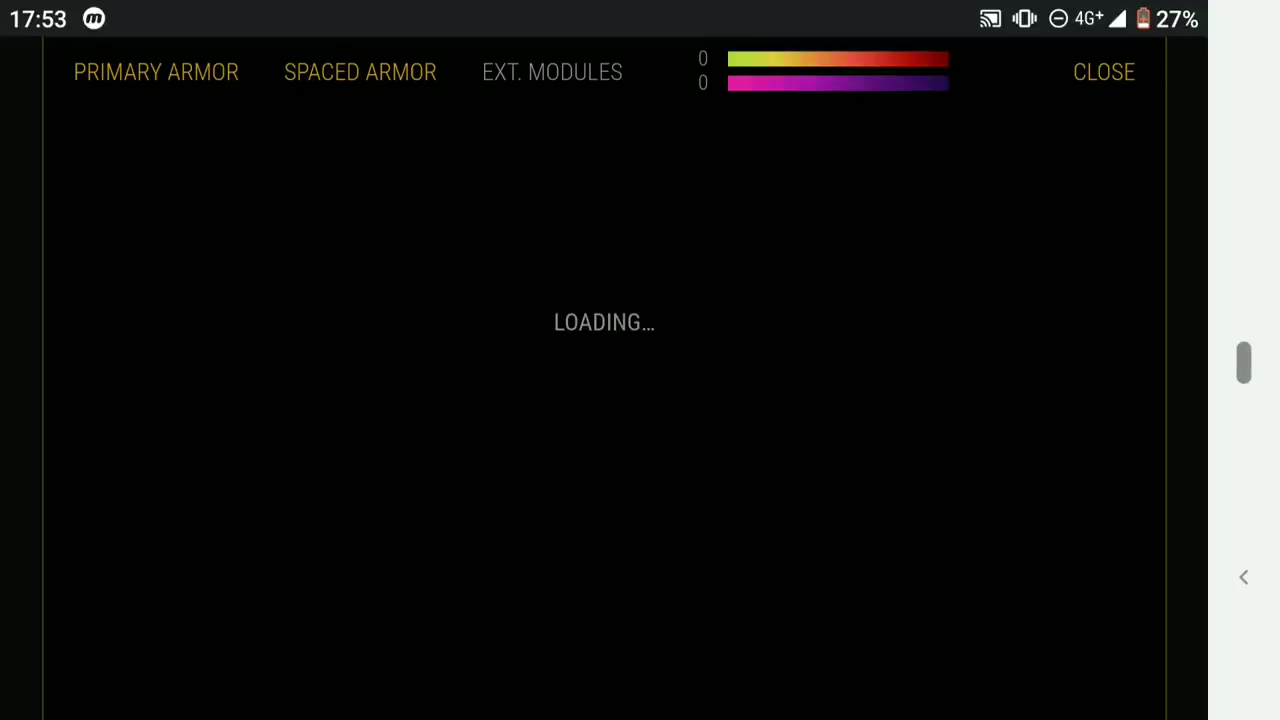 17:53 4G+ 27%
PRIMARY ARMOR SPACED ARMOR EXT. MODULES 0 CLOSE
0
LOADING…